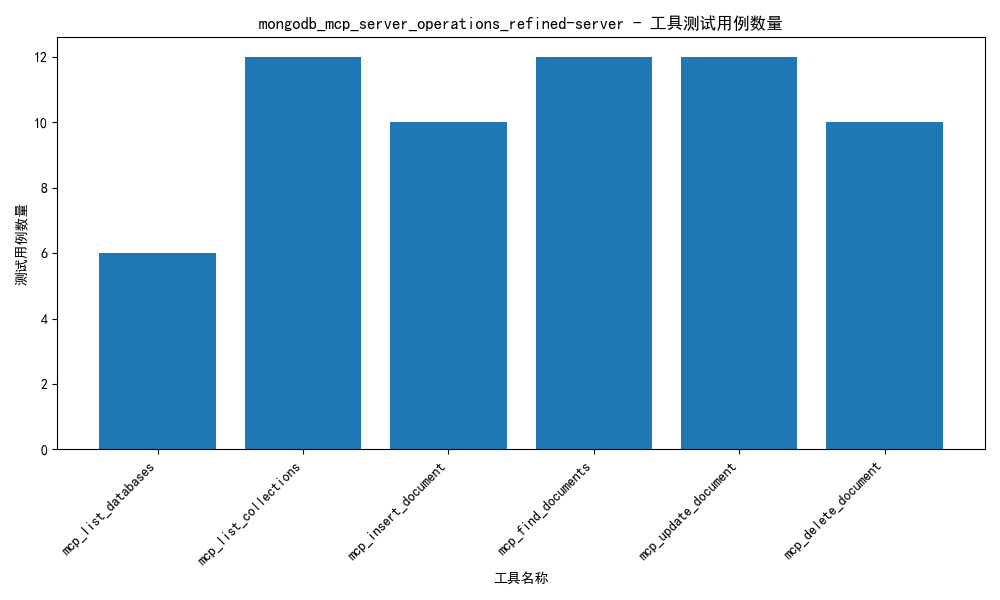 mongodb_mcp_server_operations_refined-server - 工具测试用例数量
测试用例数量
12
10
8
6
4
2
0
mcp_list_databases
mcp_list_collections
mcp_insert_document
mcp_find_documents
mcp_update_document
mcp_delete_document
工具名称